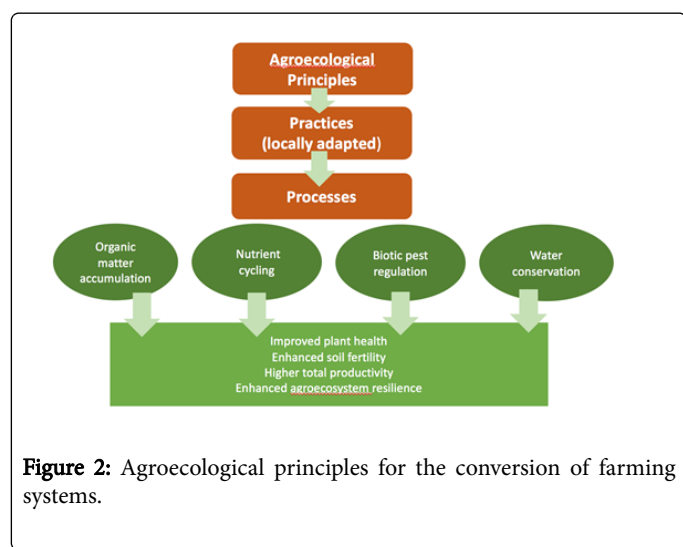 Agroecological
Principles
Practices
(locally adapted)
Processes
Organic
matter
accumulation
Nutrient
cycling
Biotic pest
regulation
Water
conservation
Improved plant health
Enhanced soil fertility
Higher total productivity
Enhanced agroecosystem resilience
Figure 2: Agroecological principles for the conversion of farming
systems.